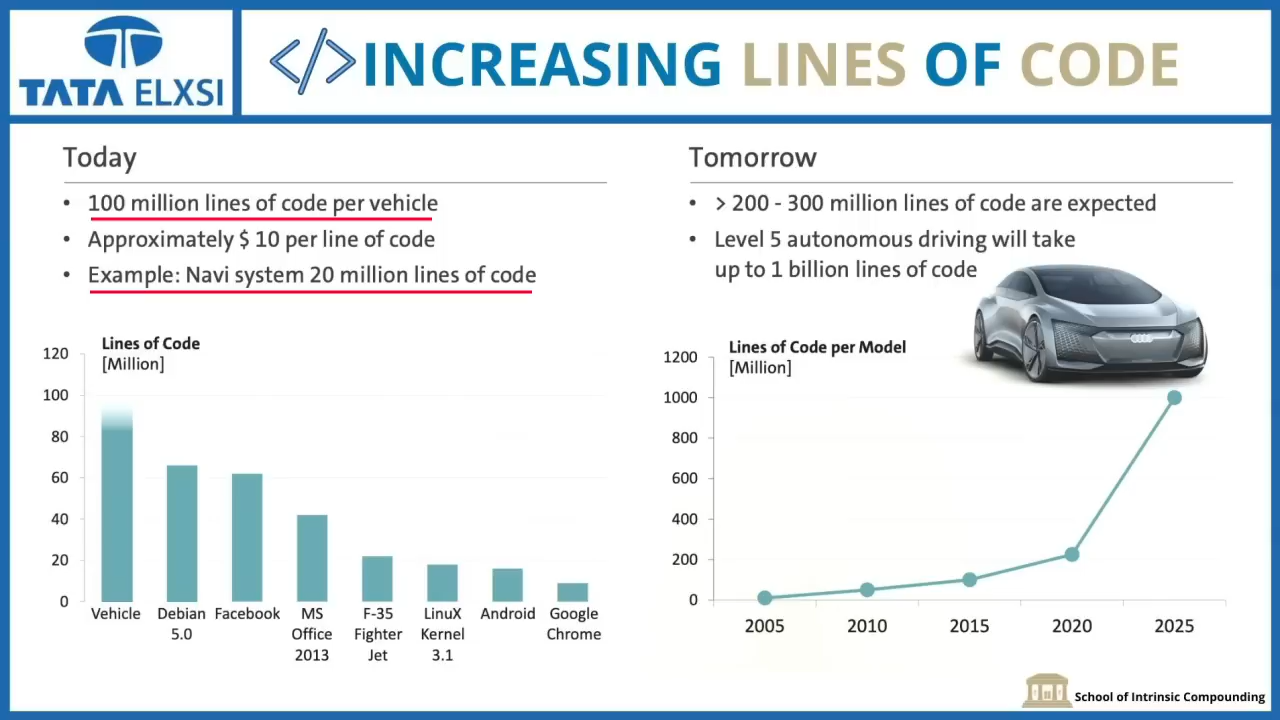 TATA ELXSI
</>INCREASING LINES OF CODE
Today
• 100 million lines of code per vehicle
• Approximately $ 10 per line of code
• Example: Navi system 20 million lines of code
Lines of Code
[Million]
120
100
80
60
40
20
0
Vehicle
Debian
5.0
Facebook
MS
Office
2013
F-35
Fighter
Jet
LinuX
Kernel
3.1
Android
Google
Chrome
Tomorrow
• > 200 - 300 million lines of code are expected
• Level 5 autonomous driving will take
up to 1 billion lines of code
Lines of Code per Model
[Million]
1200
1000
800
600
400
200
0
2005
2010
2015
2020
2025
School of Intrinsic Compounding